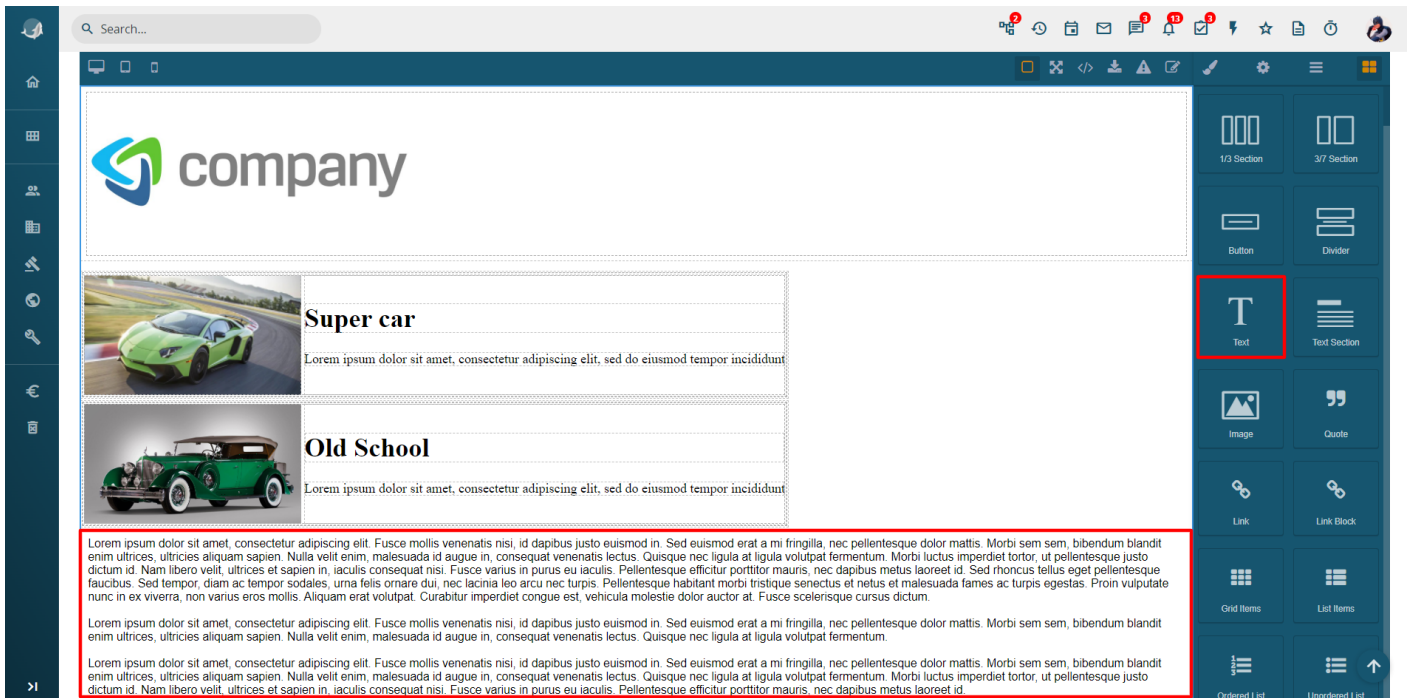 Search...
2
3
13
3
company
1/3 Section
3/7 Section
Button
Divider
Super car
Lorem ipsum dolor sit amet, consectetur adipiscing elit, sed do eiusmod tempor incididunt
T
Text
Text Section
Image
Quote
Old School
Lorem ipsum dolor sit amet, consectetur adipiscing elit, sed do eiusmod tempor incididunt
Link
Link Block
Lorem ipsum dolor sit amet, consectetur adipiscing elit. Fusce mollis venenatis nisi, id dapibus justo euismod in. Sed euismod erat a mi fringilla, nec pellentesque dolor mattis. Morbi sem sem, bibendum blandit
enim ultrices, ultricies aliquam sapien. Nulla velit enim, malesuada id augue in, consequat venenatis lectus. Quisque nec ligula at ligula volutpat fermentum. Morbi luctus imperdiet tortor, ut pellentesque justo
dictum id. Nam libero velit, ultrices et sapien in, iaculis consequat nisi. Fusce varius in purus eu iaculis. Pellentesque efficitur porttitor mauris, nec dapibus metus laoreet id. Sed rhoncus tellus eget pellentesque
faucibus. Sed tempor, diam ac tempor sodales, urna felis ornare dui, nec lacinia leo arcu nec turpis. Pellentesque habitant morbi tristique senectus et netus et malesuada fames ac turpis egestas. Proin vulputate
nunc in ex viverra, non varius eros mollis. Aliquam erat volutpat. Curabitur imperdiet congue est, vehicula molestie dolor auctor at. Fusce scelerisque cursus dictum.
Lorem ipsum dolor sit amet, consectetur adipiscing elit. Fusce mollis venenatis nisi, id dapibus justo euismod in. Sed euismod erat a mi fringilla, nec pellentesque dolor mattis. Morbi sem sem, bibendum blandit
enim ultrices, ultricies aliquam sapien. Nulla velit enim, malesuada id augue in, consequat venenatis lectus. Quisque nec ligula at ligula volutpat fermentum.
Lorem ipsum dolor sit amet, consectetur adipiscing elit. Fusce mollis venenatis nisi, id dapibus justo euismod in. Sed euismod erat a mi fringilla, nec pellentesque dolor mattis. Morbi sem sem, bibendum blandit
enim ultrices, ultricies aliquam sapien. Nulla velit enim, malesuada id augue in, consequat venenatis lectus. Quisque nec ligula at ligula volutpat fermentum. Morbi luctus imperdiet tortor, ut pellentesque justo
dictum id. Nam libero velit, ultrices et sapien in, iaculis consequat nisi. Fusce varius in purus eu iaculis. Pellentesque efficitur porttitor mauris, nec dapibus metus laoreet id.
Grid Items
List Items
Ordered List
Unordered List